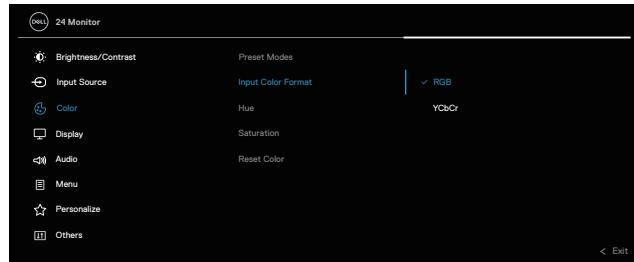 DELL 24 Monitor
Brightness/Contrast Preset Modes
Input Source Input Color Format ✓ RGB
Color Hue YCbCr
Display Saturation
Audio Reset Color
Menu
Personalize
Others
< Exit